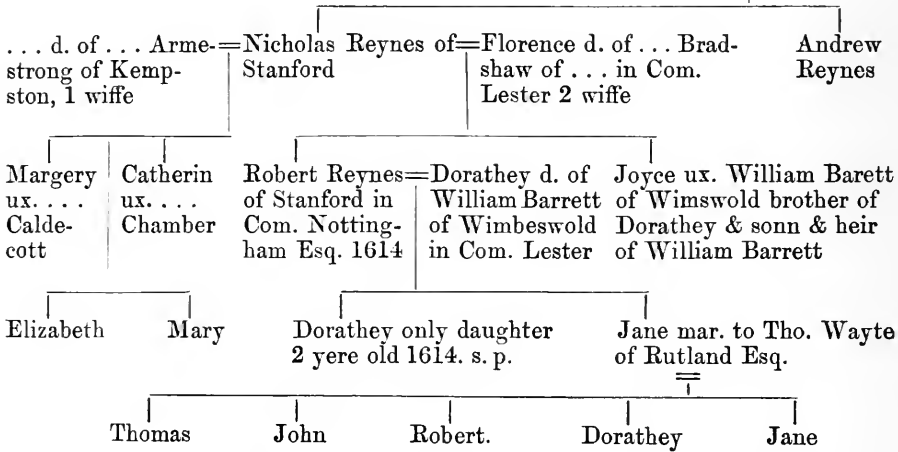 . . . d. of . . . Arme-
strong of Kemp-
ston, 1 wiffe
=Nicholas Reynes of=
Stanford
Florence d. of . . . Brad-
shaw of . . . in Com.
Lester 2 wiffe
Andrew
Reynes
Margery
ux. . . .
Calde-
cott
Catherin
ux. . . .
Chamber
Robert Reynes=
of Stanford in
Com. Notting-
ham Esq. 1614
Dorathey d. of
William Barrett
of Wimbeswold
in Com. Lester
Joyce ux. William Barett
of Wimswold brother of
Dorathey & sonn & heir
of William Barrett
Elizabeth
Mary
Dorathey only daughter
2 yere old 1614. s. p.
Jane mar. to Tho. Wayte
of Rutland Esq.
=
Thomas
John
Robert.
Dorathey
Jane